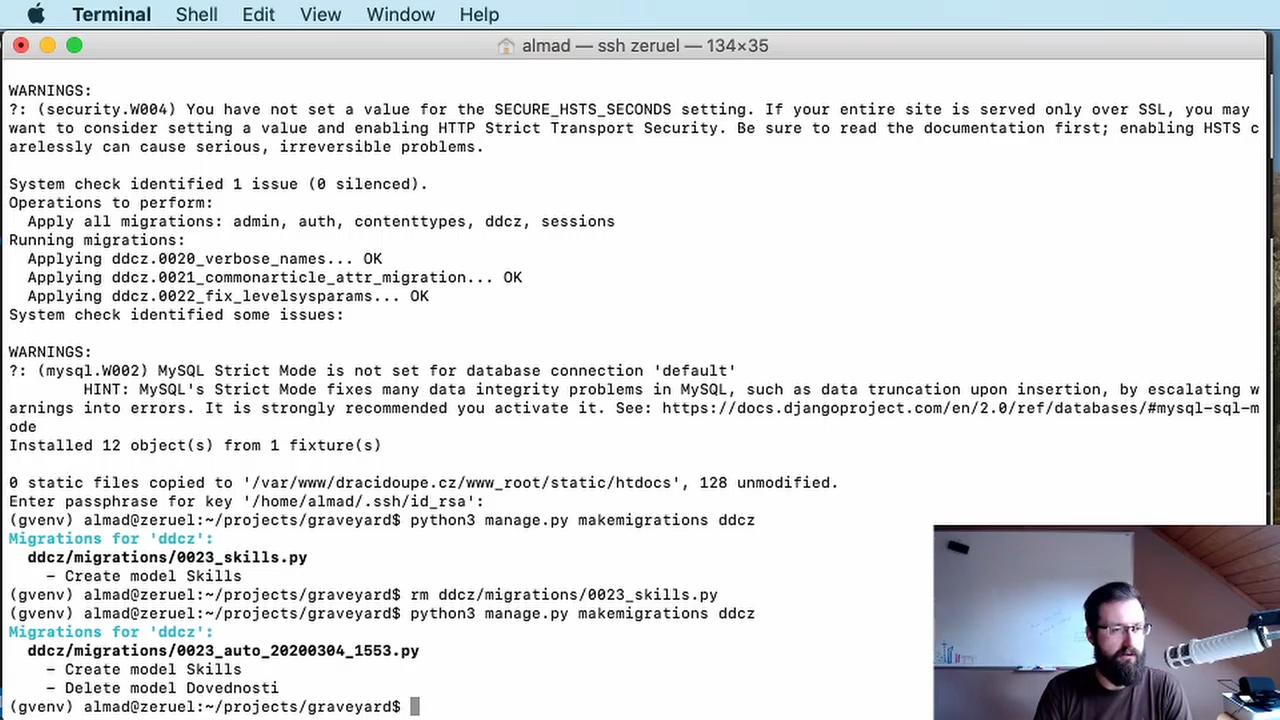 Terminal Shell Edit View Window Help
almad — ssh zeruel — 134×35
WARNINGS:
?: (security.W004) You have not set a value for the SECURE_HSTS_SECONDS setting. If your entire site is served only over SSL, you may
want to consider setting a value and enabling HTTP Strict Transport Security. Be sure to read the documentation first; enabling HSTS c
arelessly can cause serious, irreversible problems.
System check identified 1 issue (0 silenced).
Operations to perform:
Apply all migrations: admin, auth, contenttypes, ddcz, sessions
Running migrations:
Applying ddcz.0020_verbose_names... OK
Applying ddcz.0021_commonarticle_attr_migration... OK
Applying ddcz.0022_fix_levelsysparams... OK
System check identified some issues:
WARNINGS:
?: (mysql.W002) MySQL Strict Mode is not set for database connection 'default'
HINT: MySQL's Strict Mode fixes many data integrity problems in MySQL, such as data truncation upon insertion, by escalating w
arnings into errors. It is strongly recommended you activate it. See: https://docs.djangoproject.com/en/2.0/ref/databases/#mysql-sql-m
ode
Installed 12 object(s) from 1 fixture(s)
0 static files copied to '/var/www/dracidoupe.cz/www_root/static/htdocs', 128 unmodified.
Enter passphrase for key '/home/almad/.ssh/id_rsa':
(gvenv) almad@zeruel:~/projects/graveyard$ python3 manage.py makemigrations ddcz
Migrations for 'ddcz':
ddcz/migrations/0023_skills.py
– Create model Skills
(gvenv) almad@zeruel:~/projects/graveyard$ rm ddcz/migrations/0023_skills.py
(gvenv) almad@zeruel:~/projects/graveyard$ python3 manage.py makemigrations ddcz
Migrations for 'ddcz':
ddcz/migrations/0023_auto_20200304_1553.py
– Create model Skills
– Delete model Dovednosti
(gvenv) almad@zeruel:~/projects/graveyard$